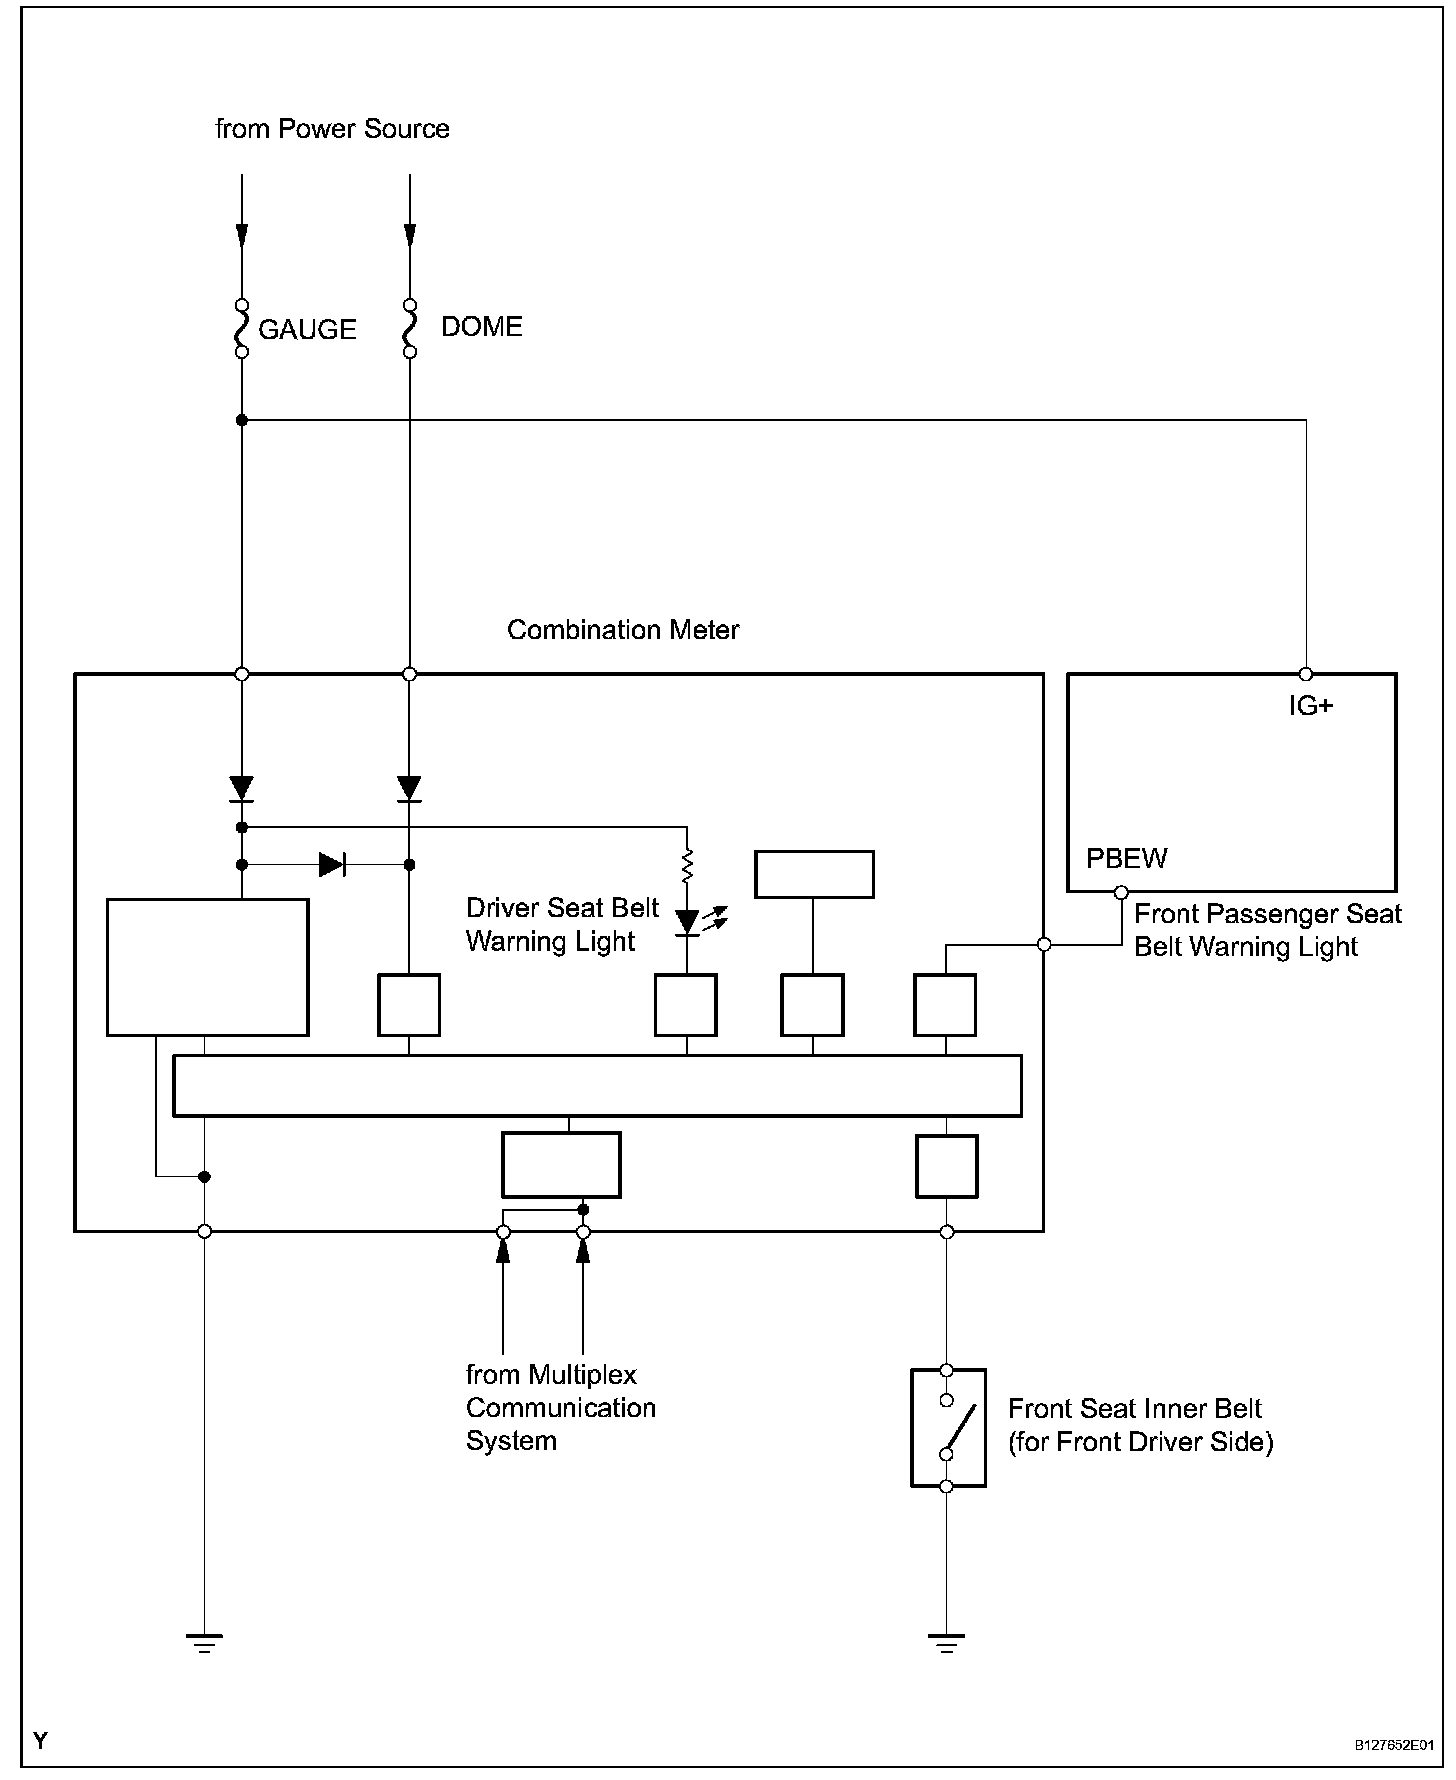 from Power Source
GAUGE
DOME
Combination Meter
IG+
PBEW
Driver Seat Belt
Warning Light
Front Passenger Seat
Belt Warning Light
from Multiplex
Communication
System
Front Seat Inner Belt
(for Front Driver Side)
Y
B127652E01